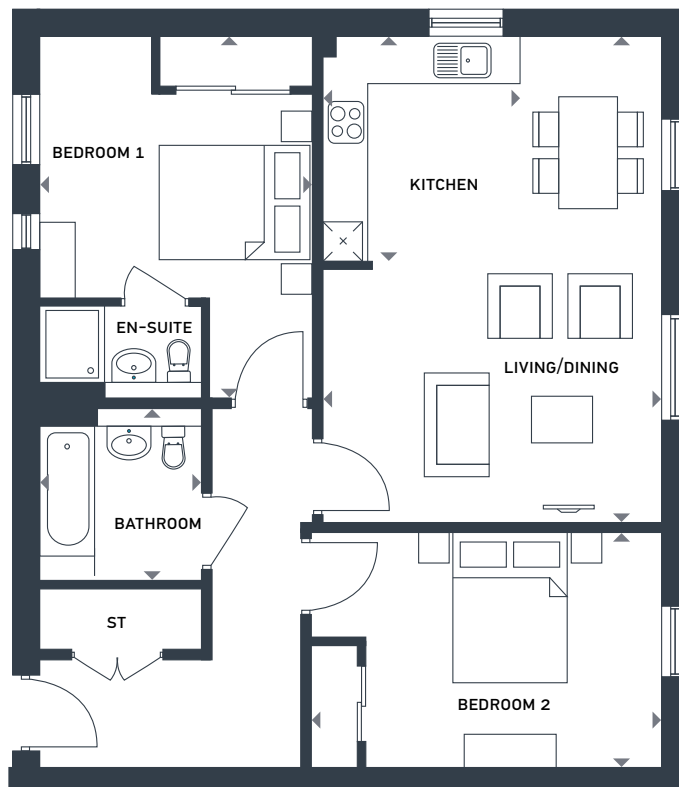 BEDROOM 1
KITCHEN
EN-SUITE
LIVING/DINING
BATHROOM
ST
BEDROOM 2